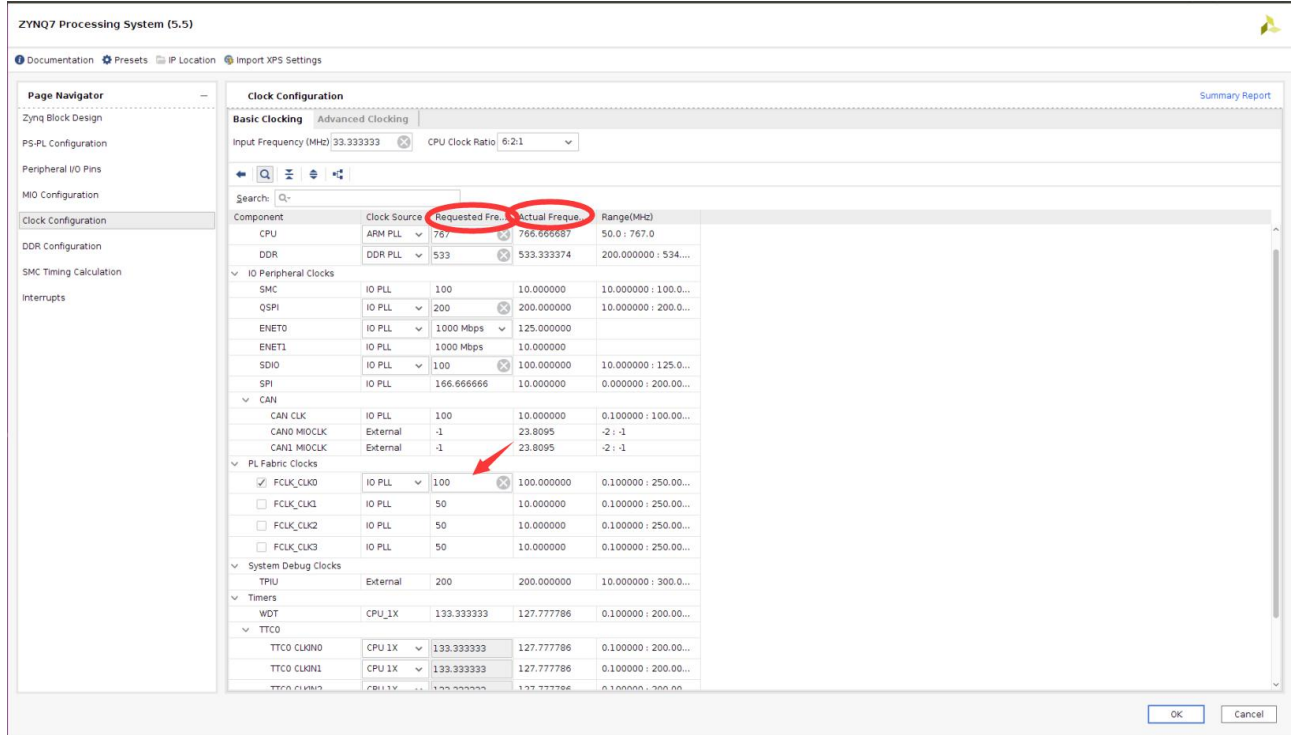 ZYNQ7 Processing System (5.5)
Documentation Presets IP Location Import XPS Settings
Page Navigator
Zynq Block Design
PS-PL Configuration
Peripheral I/O Pins
MIO Configuration
Clock Configuration
DDR Configuration
SMC Timing Calculation
Interrupts
Clock Configuration Summary Report
Basic Clocking Advanced Clocking
Input Frequency (MHz) 33.333333 CPU Clock Ratio 6:2:1
Search:
Component Clock Source Requested Fre... Actual Freque... Range(MHz)
CPU ARM PLL 767 766.666687 50.0 : 767.0
DDR DDR PLL 533 533.333374 200.000000 : 534....
IO Peripheral Clocks
SMC IO PLL 100 10.000000 10.000000 : 100.0...
QSPI IO PLL 200 200.000000 10.000000 : 200.0...
ENET0 IO PLL 1000 Mbps 125.000000
ENET1 IO PLL 1000 Mbps 10.000000
SDIO IO PLL 100 100.000000 10.000000 : 125.0...
SPI IO PLL 166.666666 10.000000 0.000000 : 200.00...
CAN
CAN CLK IO PLL 100 10.000000 0.100000 : 100.00...
CAN0 MIOCLK External -1 23.8095 -2 : -1
CAN1 MIOCLK External -1 23.8095 -2 : -1
PL Fabric Clocks
FCLK_CLK0 IO PLL 100 100.000000 0.100000 : 250.00...
FCLK_CLK1 IO PLL 50 10.000000 0.100000 : 250.00...
FCLK_CLK2 IO PLL 50 10.000000 0.100000 : 250.00...
FCLK_CLK3 IO PLL 50 10.000000 0.100000 : 250.00...
System Debug Clocks
TPIU External 200 200.000000 10.000000 : 300.0...
Timers
WDT CPU_1X 133.333333 127.777786 0.100000 : 200.00...
TTC0
TTC0 CLKIN0 CPU 1X 133.333333 127.777786 0.100000 : 200.00...
TTC0 CLKIN1 CPU 1X 133.333333 127.777786 0.100000 : 200.00...
TTC0 CLKIN2 CPU 1X 133.333333 127.777786 0.100000 : 200.00
OK Cancel